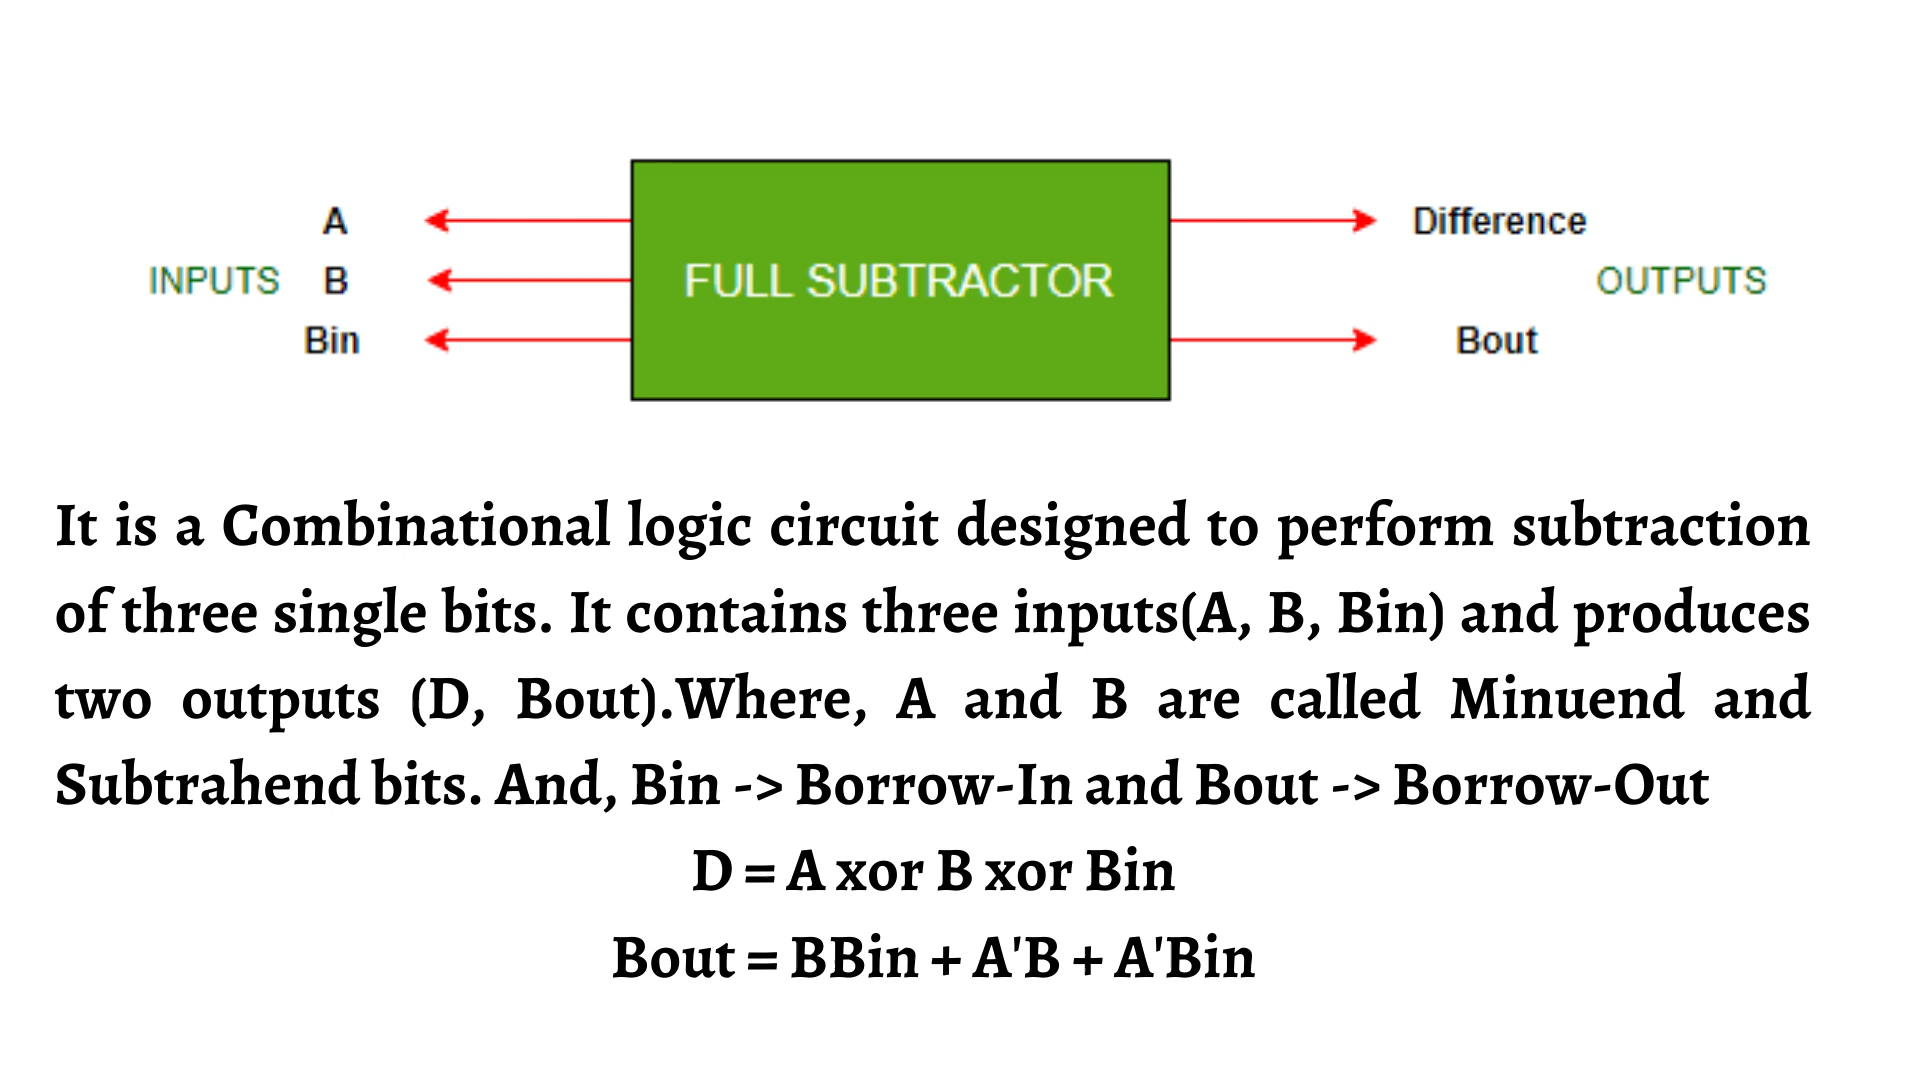 A
Difference
INPUTS B
FULL SUBTRACTOR
OUTPUTS
Bin
Bout
It is a Combinational logic circuit designed to perform subtraction
of three single bits. It contains three inputs(A, B, Bin) and produces
two outputs (D, Bout).Where, A and B are called Minuend and
Subtrahend bits. And, Bin -> Borrow-In and Bout -> Borrow-Out
D = A xor B xor Bin
Bout = BBin + A'B + A'Bin